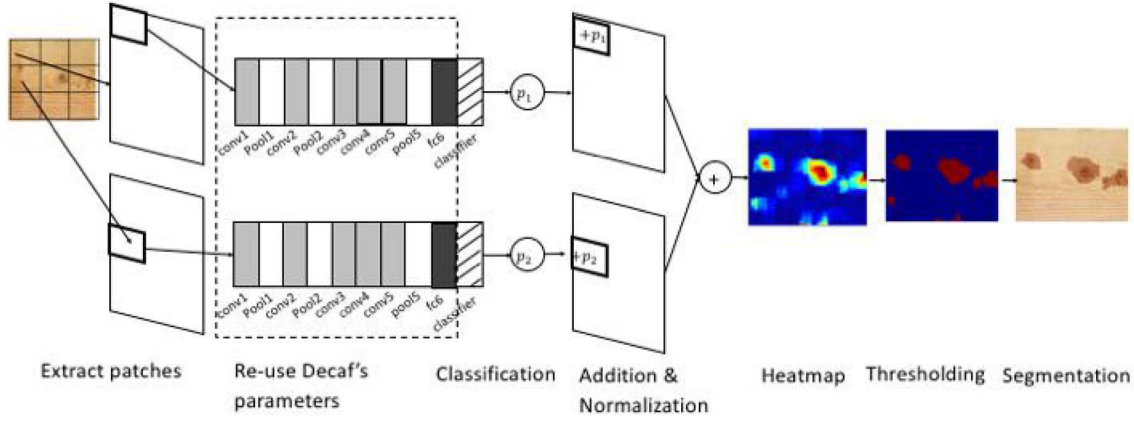 +p₁
p₁
conv1 Pool1 conv2 Pool2 conv3 conv4 conv5 pool5 fc6 classifier
+
+p₂
p₂
conv1 Pool1 conv2 Pool2 conv3 conv4 conv5 pool5 fc6 classifier
Extract patches
Re-use Decaf's
parameters
Classification
Addition &
Normalization
Heatmap
Thresholding
Segmentation